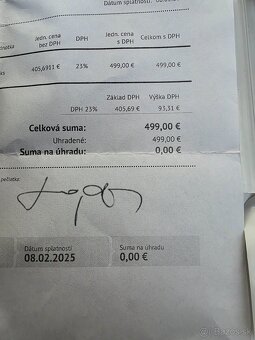 Dátum splatnosti
Jedn. cena bez DPH DPH Jedn. cena s DPH Celkom s DPH
ks 405,6911 € 23% 499,00 € 499,00 €
Základ DPH Výška DPH
DPH 23% 405,69 € 93,31 €
Celková suma: 499,00 €
Uhradené: 499,00 €
Suma na úhradu: 0,00 €
pečiatka:
Dátum splatnosti Suma na úhradu
08.02.2025 0,00 €